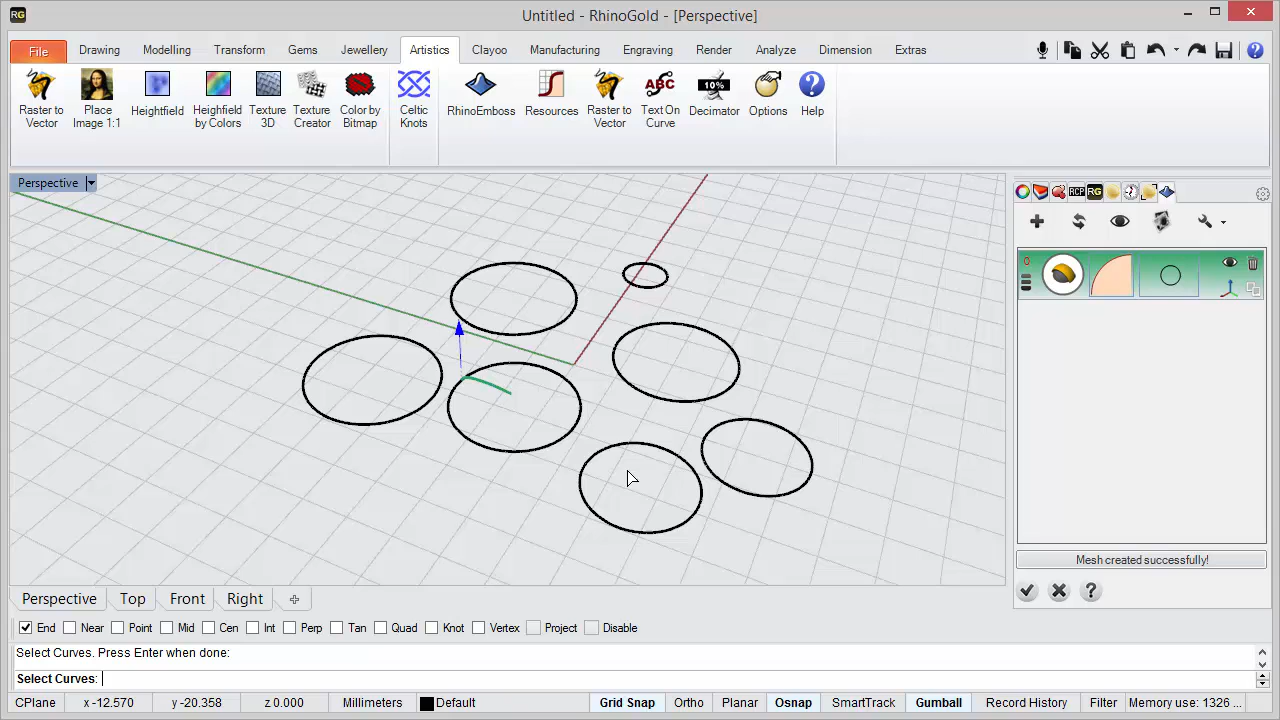 RG
Untitled - RhinoGold - [Perspective]
File Drawing Modelling Transform Gems Jewellery Artistics Clayoo Manufacturing Engraving Render Analyze Dimension Extras
Raster to Vector
Place Image 1:1
Heightfield
Heighfield by Colors
Texture 3D
Texture Creator
Color by Bitmap
Celtic Knots
RhinoEmboss
Resources
Raster to Vector
ABC
Text On Curve
10%
Decimator
Options
Help
Perspective
RCP RG
0
Mesh created successfully!
Perspective Top Front Right
End Near Point Mid Cen Int Perp Tan Quad Knot Vertex Project Disable
Select Curves. Press Enter when done:
Select Curves:
CPlane x -12.570 y -20.358 z 0.000 Millimeters Default Grid Snap Ortho Planar Osnap SmartTrack Gumball Record History Filter Memory use: 1326 ...